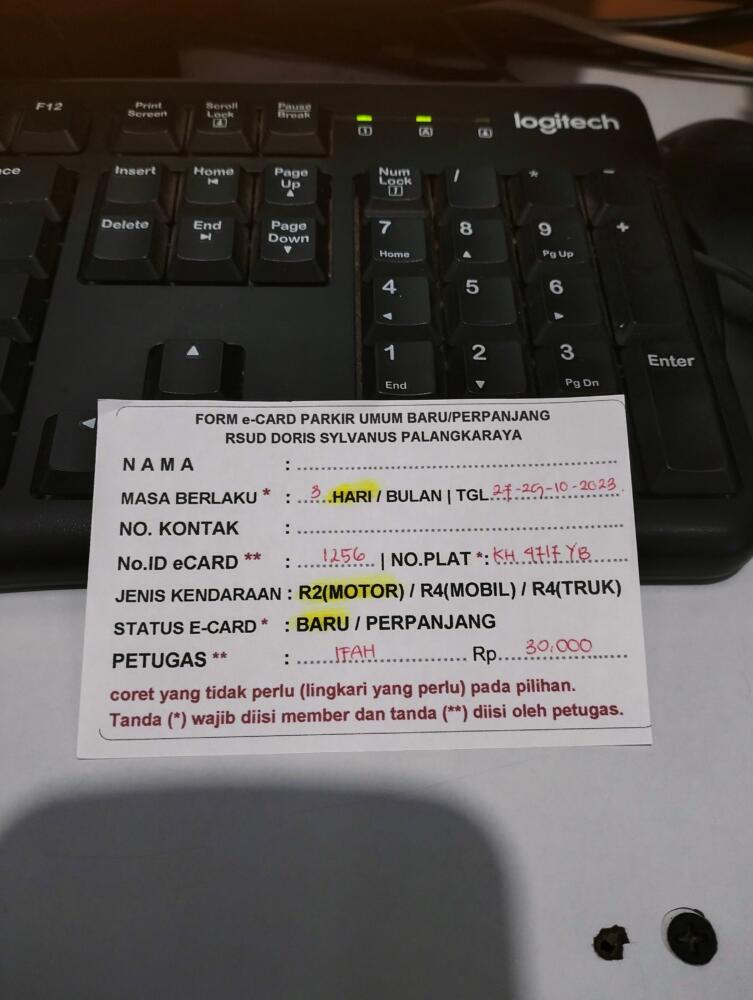 F12 Print Screen Scroll Lock Pause Break
logitech
Insert Home Page Up Num Lock / * -
Delete End Page Down 7 Home 8 9 Pg Up +
4 5 6
1 End 2 3 Pg Dn Enter
FORM e-CARD PARKIR UMUM BARU/PERPANJANG
RSUD DORIS SYLVANUS PALANGKARAYA
NAMA :
MASA BERLAKU * : 3 HARI / BULAN | TGL 27-29-10-2023
NO. KONTAK :
No.ID eCARD ** : 1256 | NO.PLAT *: KH 4717 YB
JENIS KENDARAAN : R2(MOTOR) / R4(MOBIL) / R4(TRUK)
STATUS E-CARD * : BARU / PERPANJANG
PETUGAS ** : IFAH Rp 30.000
coret yang tidak perlu (lingkari yang perlu) pada pilihan.
Tanda (*) wajib diisi member dan tanda (**) diisi oleh petugas.